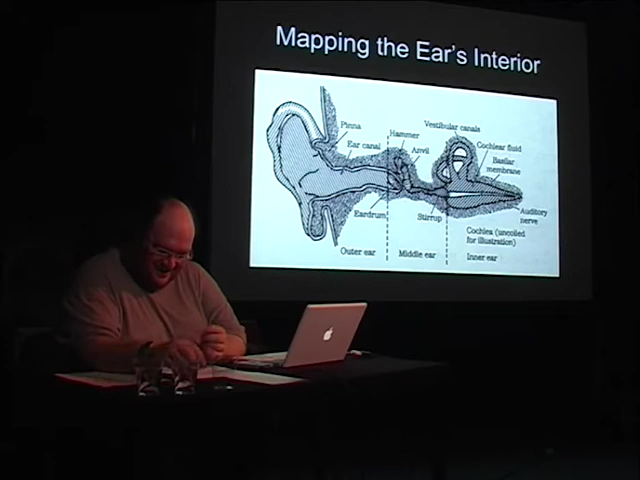 Mapping the Ear's Interior
Pinna
Ear canal
Hammer
Anvil
Vestibular canals
Cochlear fluid
Basilar
membrane
Eardrum
Stirrup
Auditory
nerve
Cochlea (uncoiled
for illustration)
Outer ear
Middle ear
Inner ear